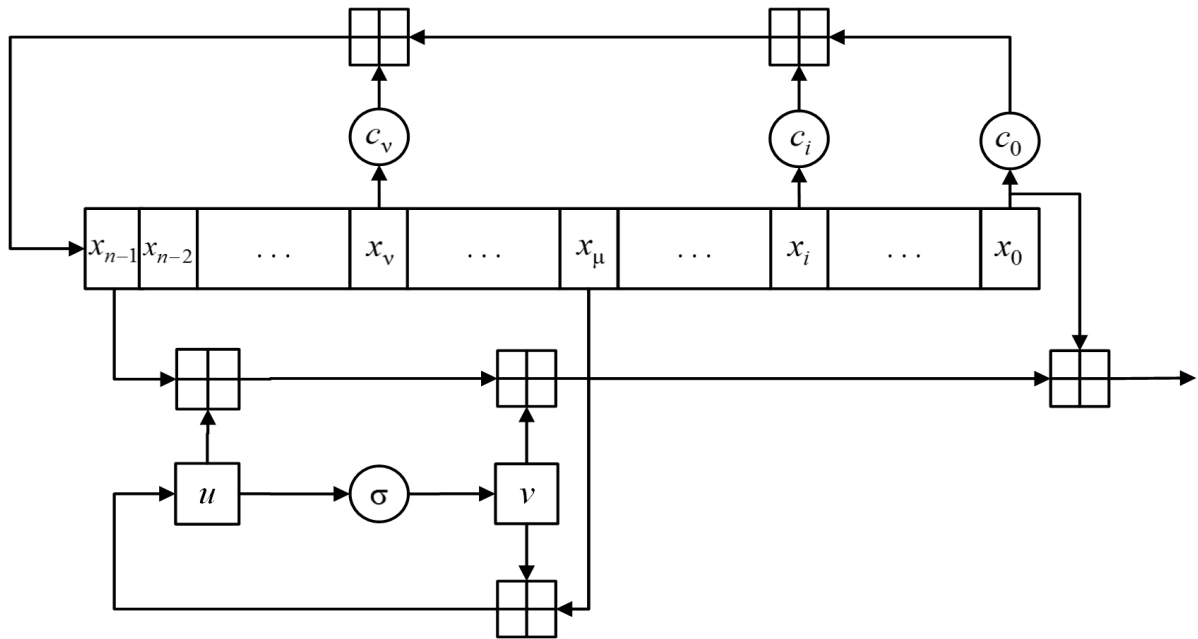 c_ν c_i c_0
x_{n−1} x_{n−2} ... x_ν ... x_μ ... x_i ... x_0
u σ v